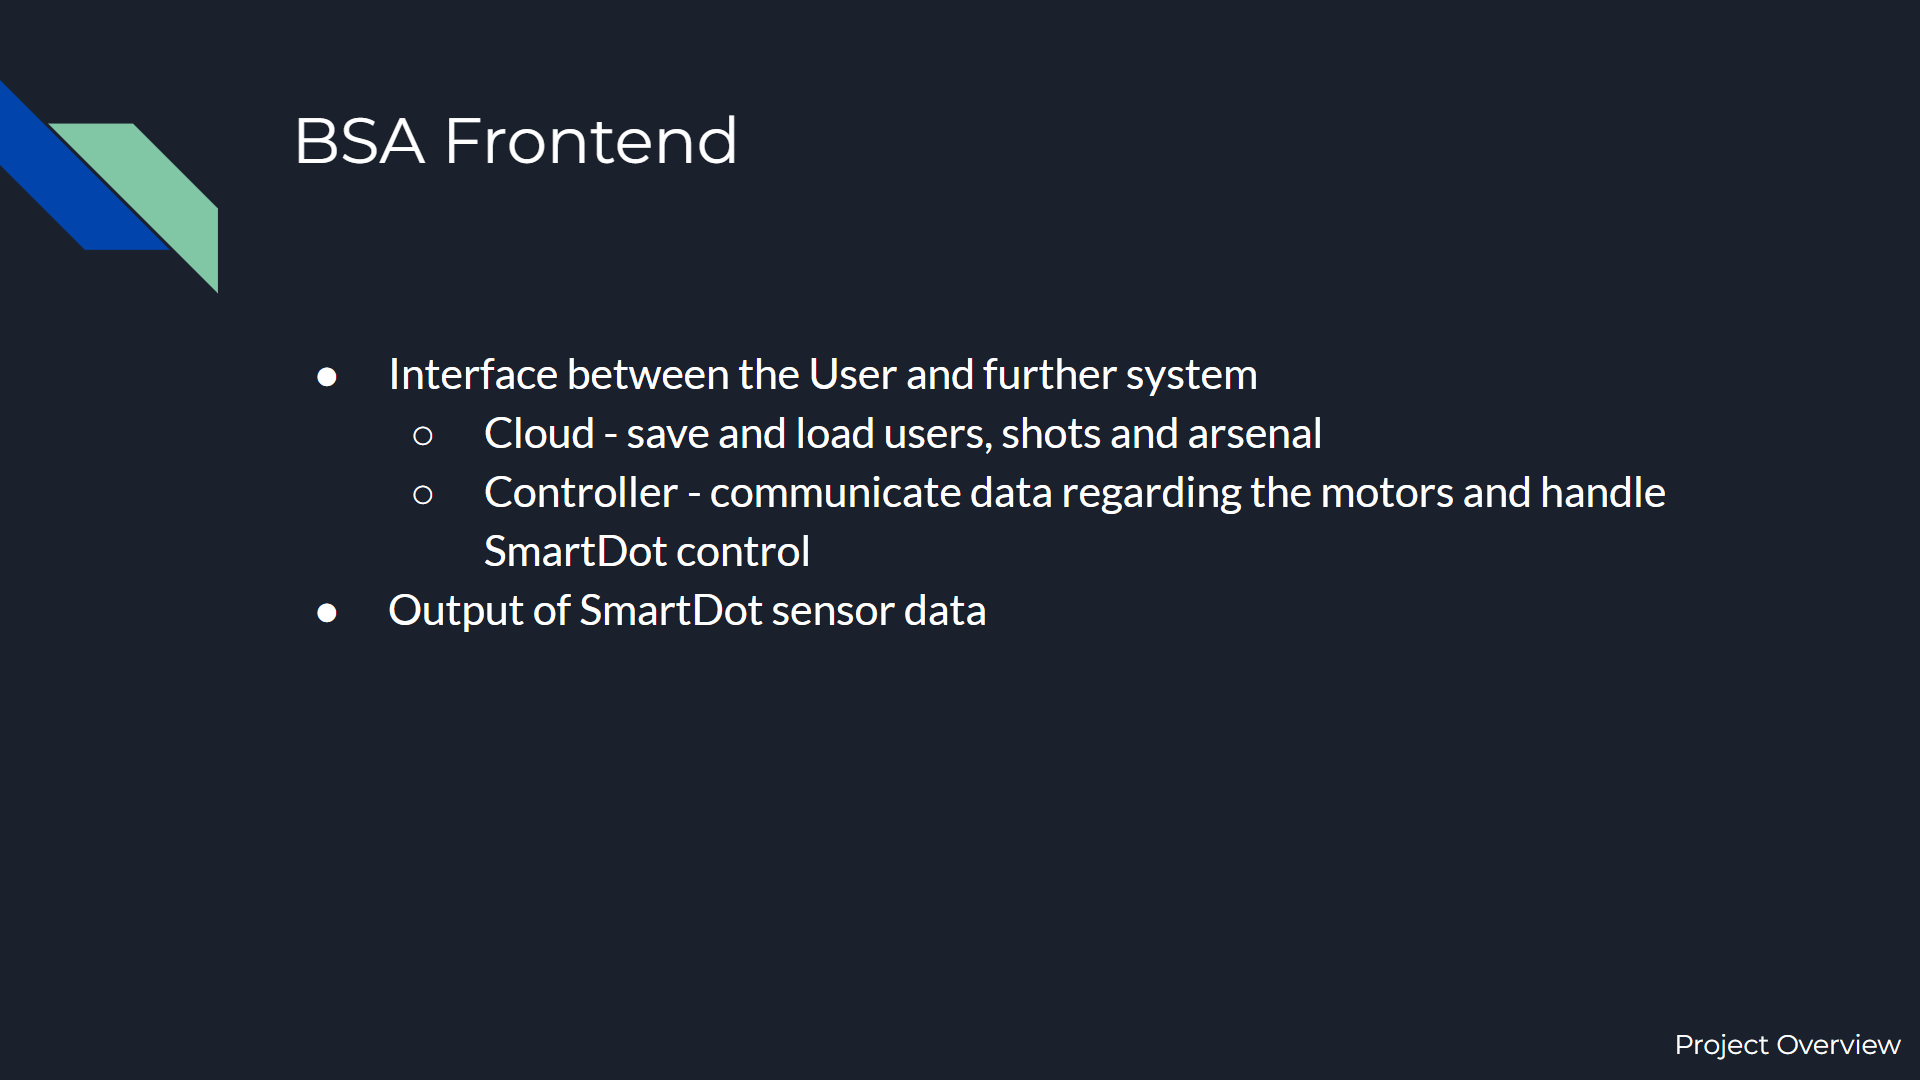 BSA Frontend
● Interface between the User and further system
○ Cloud - save and load users, shots and arsenal
○ Controller - communicate data regarding the motors and handle
SmartDot control
● Output of SmartDot sensor data
Project Overview